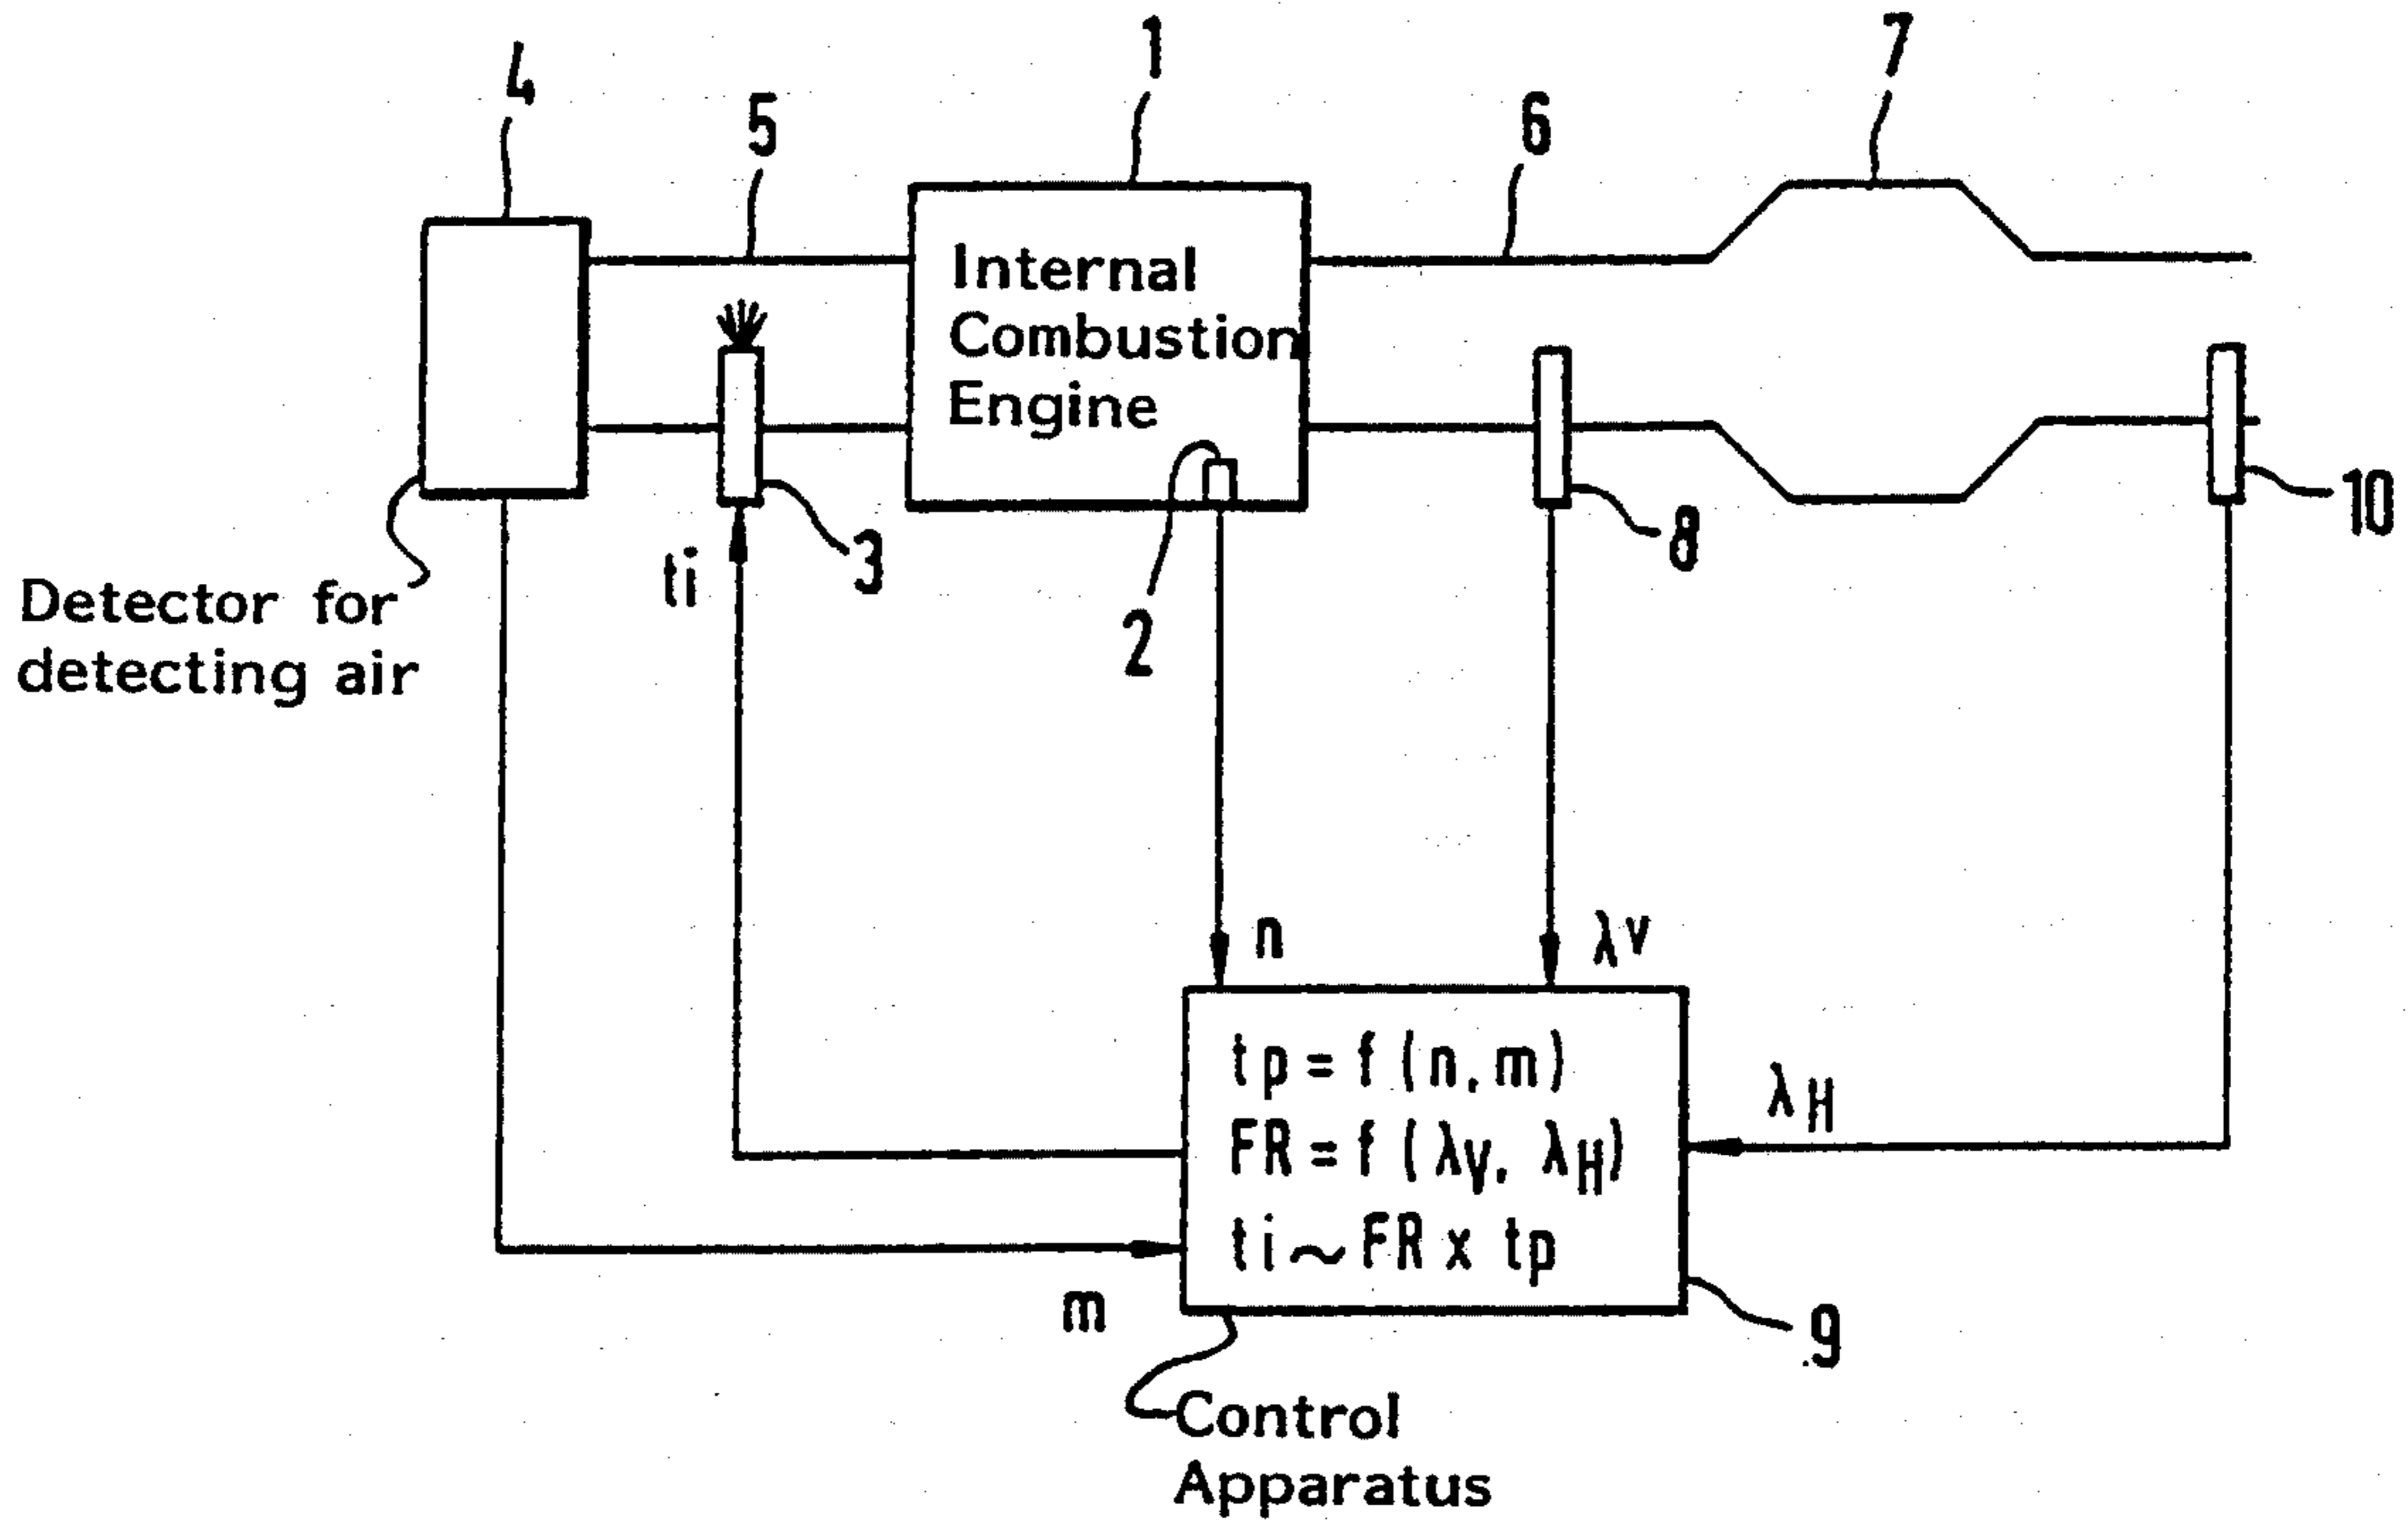 1
7
4
5
6
Internal
Combustion
Engine
10
8
3
ti
Detector for
detecting air
2
n
λV
tp = f (n, m)
λH
FR = f (λV, λH)
ti ~ FR x tp
m
9
Control
Apparatus